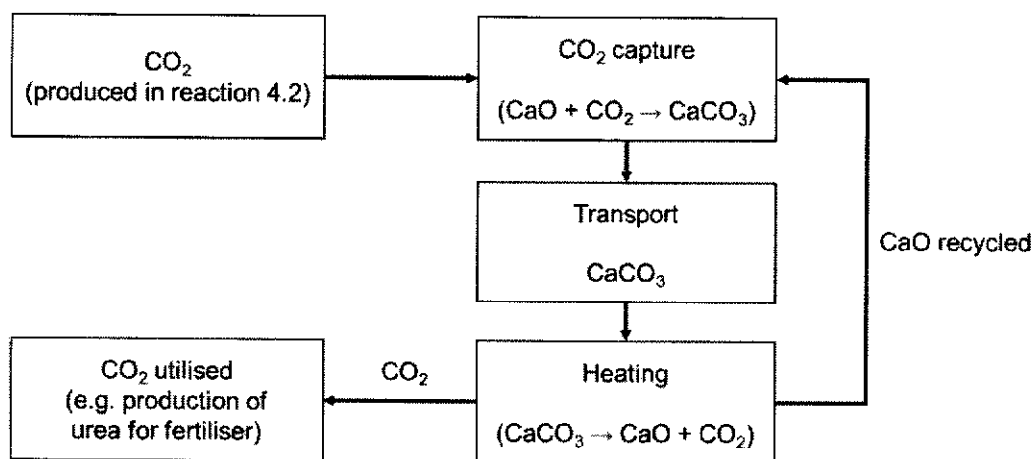 CO₂
(produced in reaction 4.2)
CO₂ capture
(CaO + CO₂ → CaCO₃)
Transport
CaCO₃
CaO recycled
Heating
(CaCO₃ → CaO + CO₂)
CO₂
CO₂ utilised
(e.g. production of
urea for fertiliser)